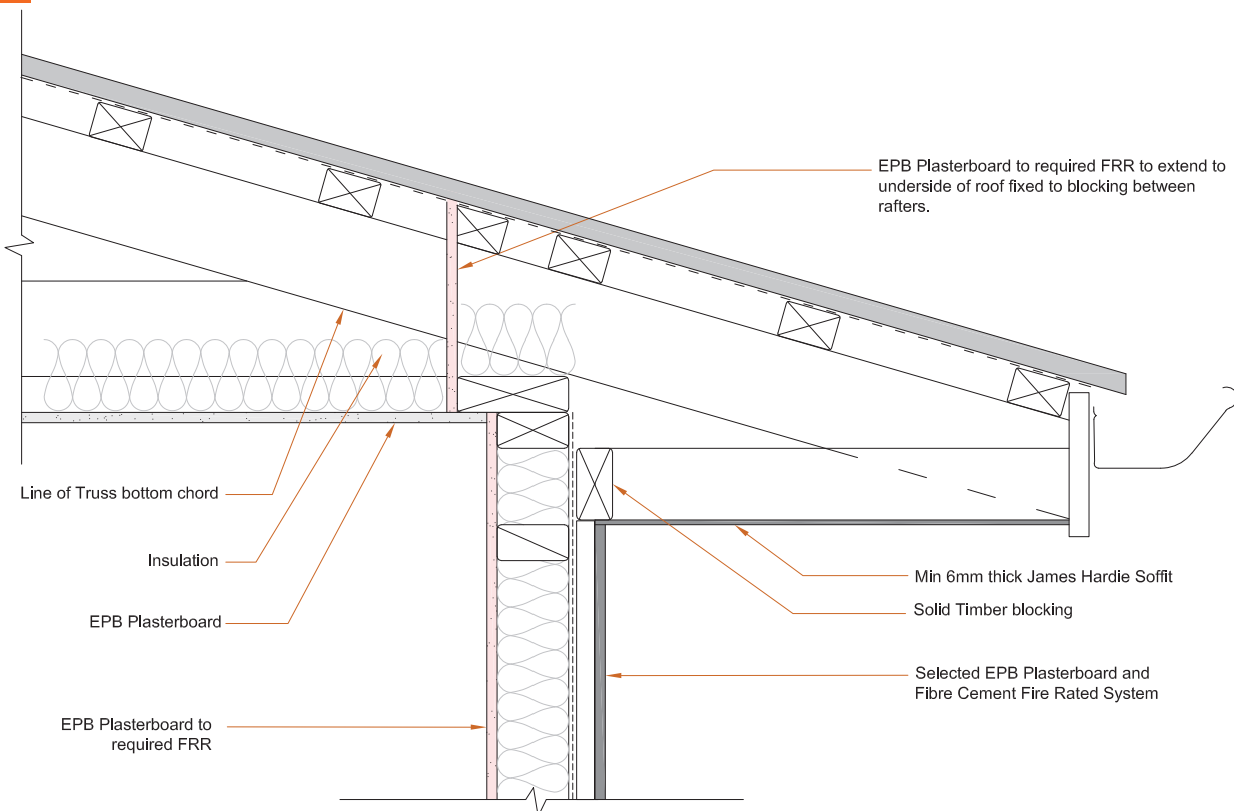 EPB Plasterboard to required FRR to extend to
underside of roof fixed to blocking between
rafters.
Line of Truss bottom chord
Insulation
EPB Plasterboard
EPB Plasterboard to
required FRR
Min 6mm thick James Hardie Soffit
Solid Timber blocking
Selected EPB Plasterboard and
Fibre Cement Fire Rated System